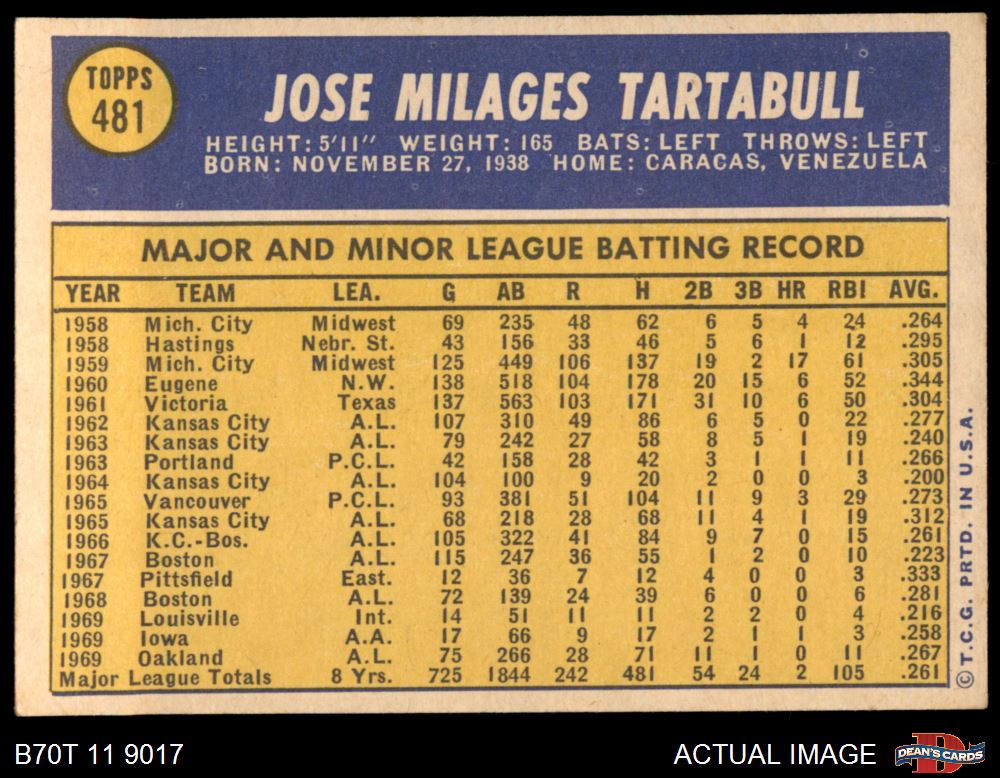 TOPPS
481
JOSE MILAGES TARTABULL
HEIGHT: 5'11" WEIGHT: 165 BATS: LEFT THROWS: LEFT
BORN: NOVEMBER 27, 1938 HOME: CARACAS, VENEZUELA
MAJOR AND MINOR LEAGUE BATTING RECORD
YEAR TEAM LEA. G AB R H 2B 3B HR RBI AVG.
1958 Mich. City Midwest 69 235 48 62 6 5 4 24 .264
1958 Hastings Nebr. St. 43 156 33 46 5 6 1 12 .295
1959 Mich. City Midwest 125 449 106 137 19 2 17 61 .305
1960 Eugene N.W. 138 518 104 178 20 15 6 52 .344
1961 Victoria Texas 137 563 103 171 31 10 6 50 .304
1962 Kansas City A.L. 107 310 49 86 6 5 0 22 .277
1963 Kansas City A.L. 79 242 27 58 8 5 1 19 .240
1963 Portland P.C.L. 42 158 28 42 3 1 1 11 .266
1964 Kansas City A.L. 104 100 9 20 2 0 0 3 .200
1965 Vancouver P.C.L. 93 381 51 104 11 9 3 29 .273
1965 Kansas City A.L. 68 218 28 68 11 4 1 19 .312
1966 K.C.-Bos. A.L. 105 322 41 84 9 7 0 15 .261
1967 Boston A.L. 115 247 36 55 1 2 0 10 .223
1967 Pittsfield East. 12 36 7 12 4 0 0 3 .333
1968 Boston A.L. 72 139 24 39 6 0 0 6 .281
1969 Louisville Int. 14 51 11 11 2 2 0 4 .216
1969 Iowa A.A. 17 66 9 17 2 1 1 3 .258
1969 Oakland A.L. 75 266 28 71 11 1 0 11 .267
Major League Totals 8 Yrs. 725 1844 242 481 54 24 2 105 .261
© T.C.G. PRTD. IN U.S.A.
B70T 11 9017
ACTUAL IMAGE
DEAN'S CARDS